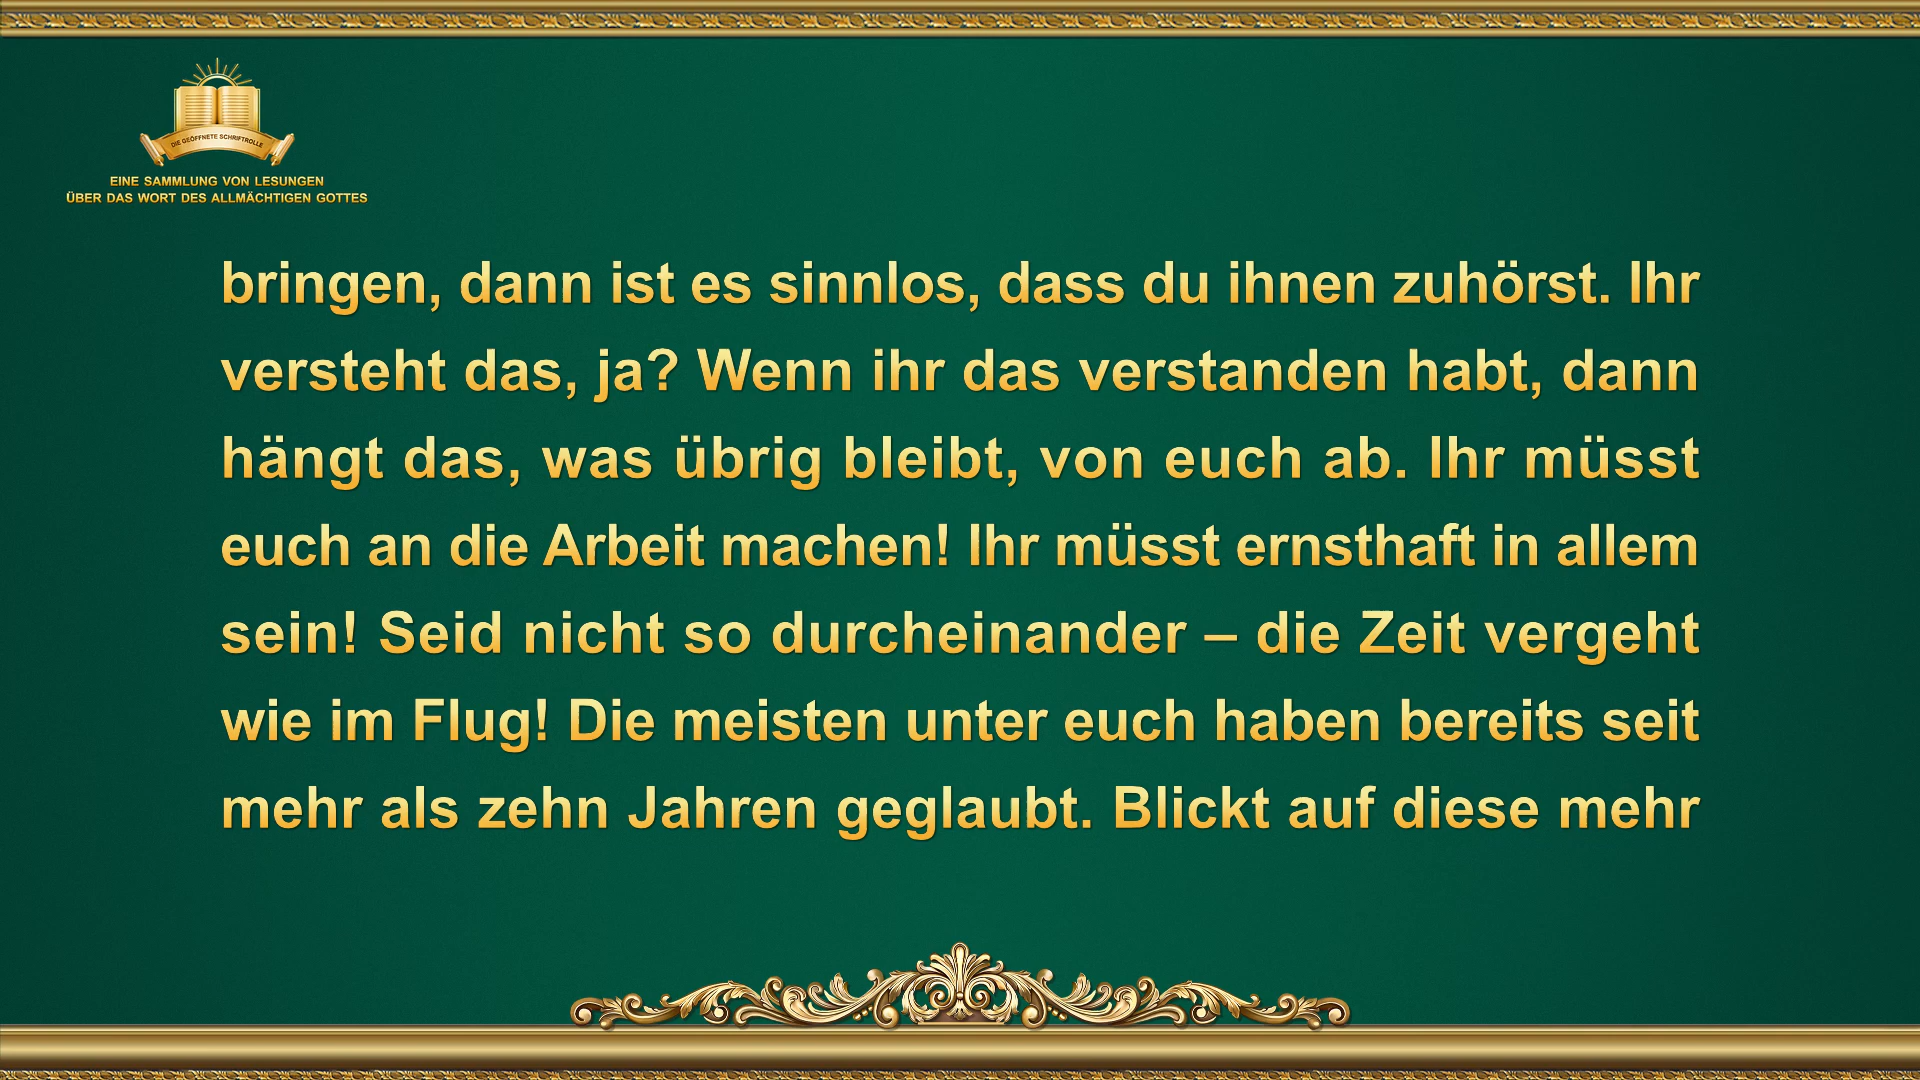 DIE GEÖFFNETE SCHRIFTROLLE
EINE SAMMLUNG VON LESUNGEN
ÜBER DAS WORT DES ALLMÄCHTIGEN GOTTES
bringen, dann ist es sinnlos, dass du ihnen zuhörst. Ihr
versteht das, ja? Wenn ihr das verstanden habt, dann
hängt das, was übrig bleibt, von euch ab. Ihr müsst
euch an die Arbeit machen! Ihr müsst ernsthaft in allem
sein! Seid nicht so durcheinander – die Zeit vergeht
wie im Flug! Die meisten unter euch haben bereits seit
mehr als zehn Jahren geglaubt. Blickt auf diese mehr